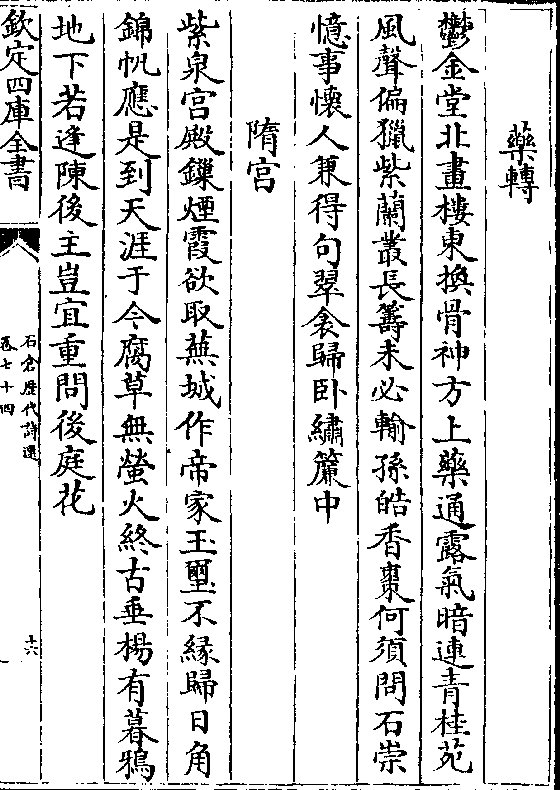 藥轉
鬱金堂北畫樓東換骨神方上藥通露氣暗連青桂苑
風聲偏獵紫蘭叢長籌未必輸孫皓香棗何須問石崇
憶事懷人兼得句翠衾歸卧繡簾中
隋宫
紫泉宫殿鏁煙霞欲取蕪城作帝家玉璽不緣歸日角
錦帆應是到天涯于今腐草無螢火終古垂楊有暮鴉
地下若逢陳後主豈宜重問後庭花
欽定四庫全書
石倉歴代詩選
卷七十四
十六